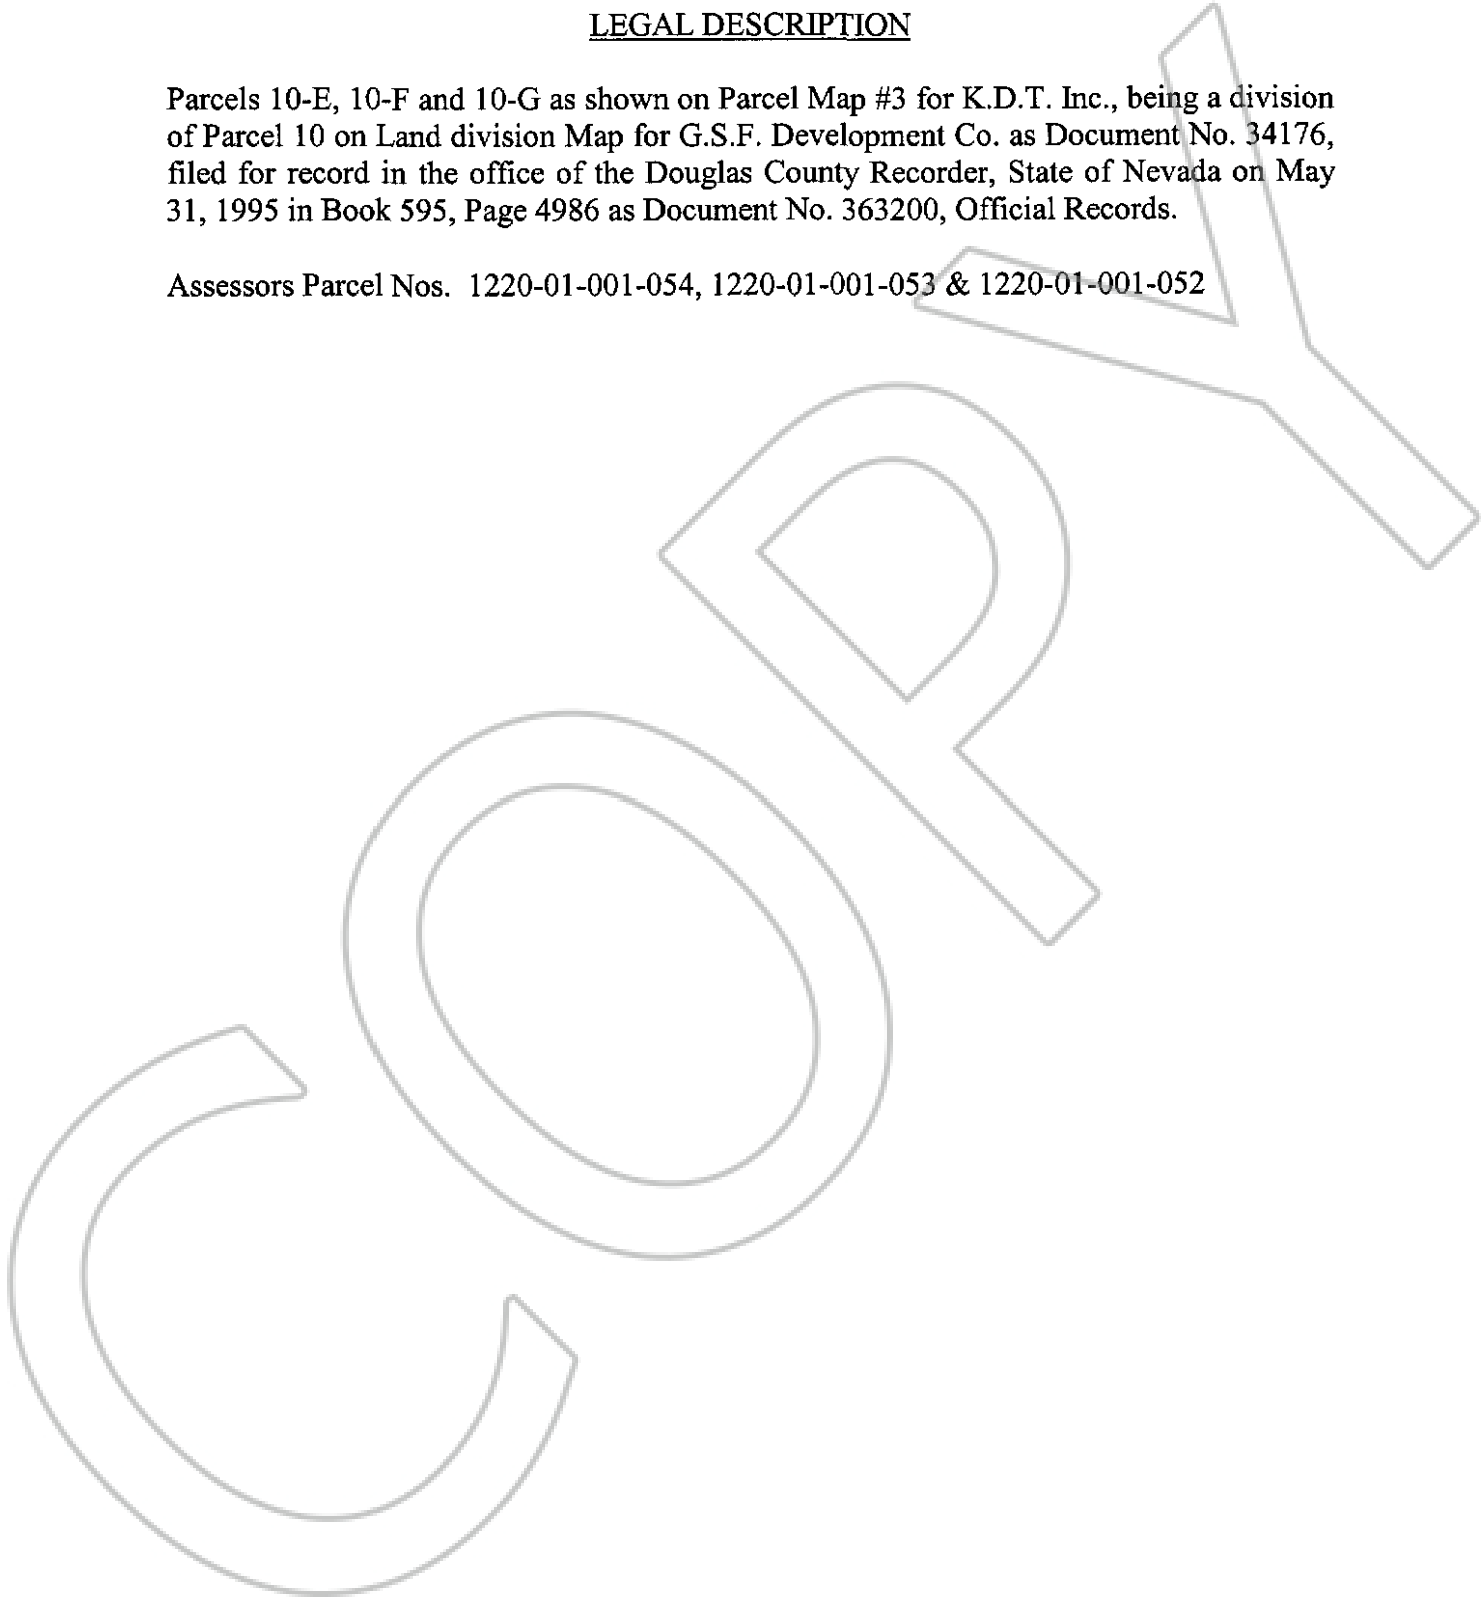 LEGAL DESCRIPTION
Parcels 10-E, 10-F and 10-G as shown on Parcel Map #3 for K.D.T. Inc., being a division
of Parcel 10 on Land division Map for G.S.F. Development Co. as Document No. 34176,
filed for record in the office of the Douglas County Recorder, State of Nevada on May
31, 1995 in Book 595, Page 4986 as Document No. 363200, Official Records.
Assessors Parcel Nos. 1220-01-001-054, 1220-01-001-053 & 1220-01-001-052
COPY